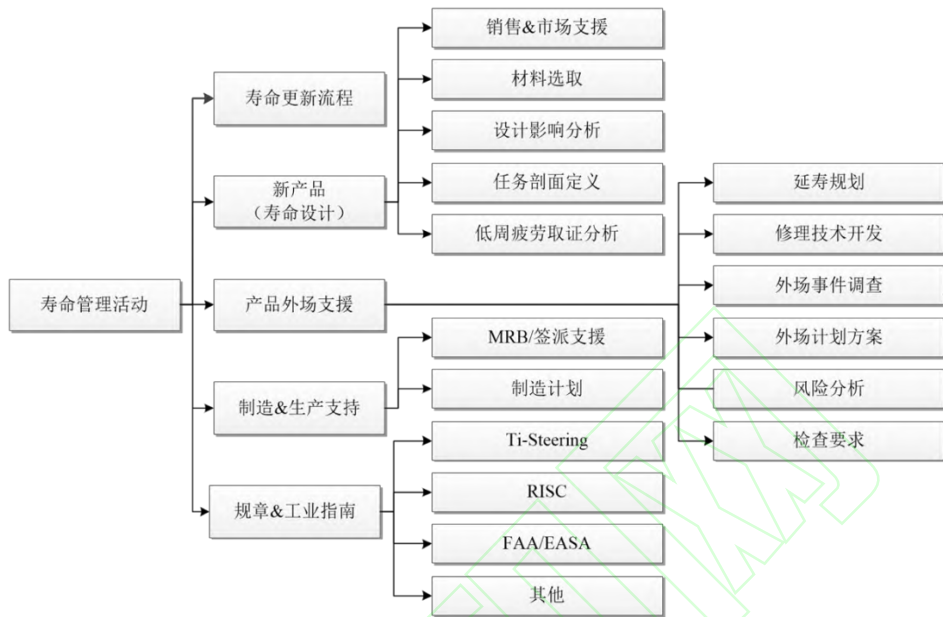 寿命管理活动
寿命更新流程
新产品
（寿命设计）
销售&市场支援
材料选取
设计影响分析
任务剖面定义
低周疲劳取证分析
产品外场支援
延寿规划
修理技术开发
外场事件调查
外场计划方案
风险分析
检查要求
制造&生产支持
MRB/签派支援
制造计划
规章&工业指南
Ti-Steering
RISC
FAA/EASA
其他